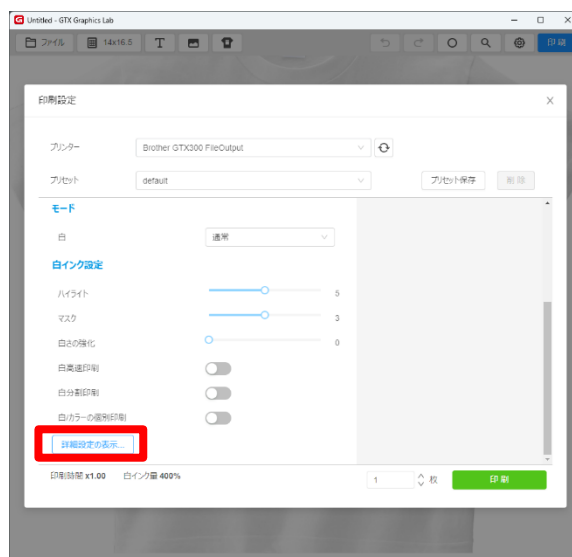 Untitled - GTX Graphics Lab
ファイル 14x16.5 T 印刷
印刷設定
プリンター Brother GTX300 FileOutput
プリセット default プリセット保存 削除
モード
白 通常
白インク設定
ハイライト 5
マスク 3
白さの強化 0
白高速印刷
白分割印刷
白/カラーの個別印刷
詳細設定の表示...
印刷時間 x1.00 白インク量 400% 1 枚 印刷